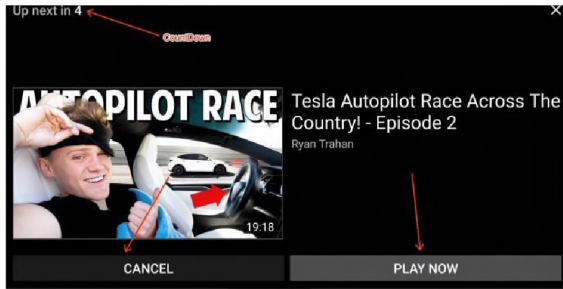 Up next in 4
CountDown
AUTOPILOT RACE
Tesla Autopilot Race Across The
Country! - Episode 2
Ryan Trahan
19:18
CANCEL
PLAY NOW